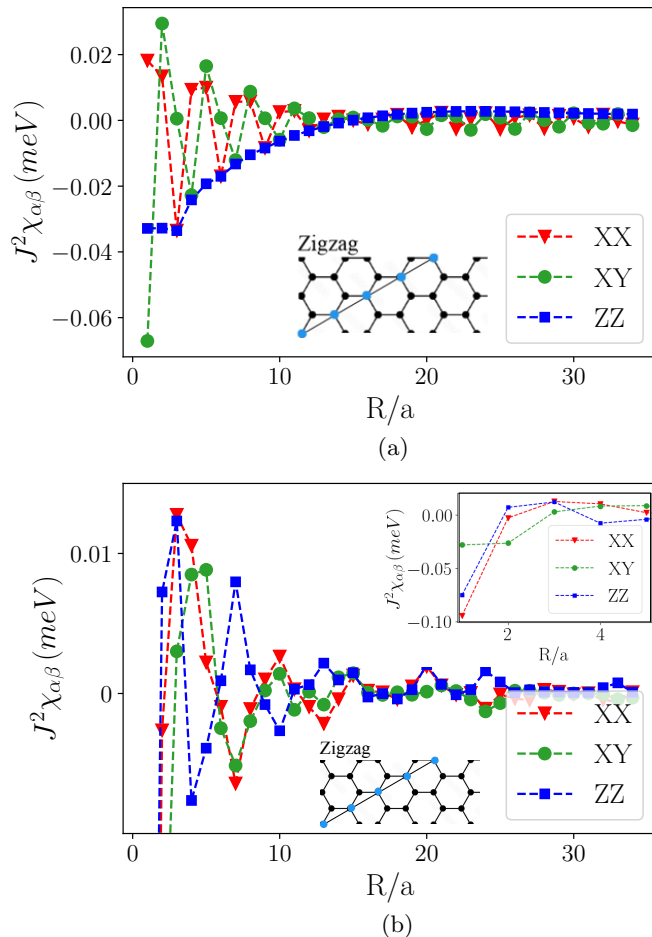 0.02
0.00
−0.02
−0.04
−0.06
J²χαβ (meV)
Zigzag
XX
XY
ZZ
0
10
20
30
R/a
(a)
0.01
0
J²χαβ (meV)
0.00
−0.05
−0.10
J²χαβ (meV)
XX
XY
ZZ
2
4
R/a
Zigzag
XX
XY
ZZ
0
10
20
30
R/a
(b)